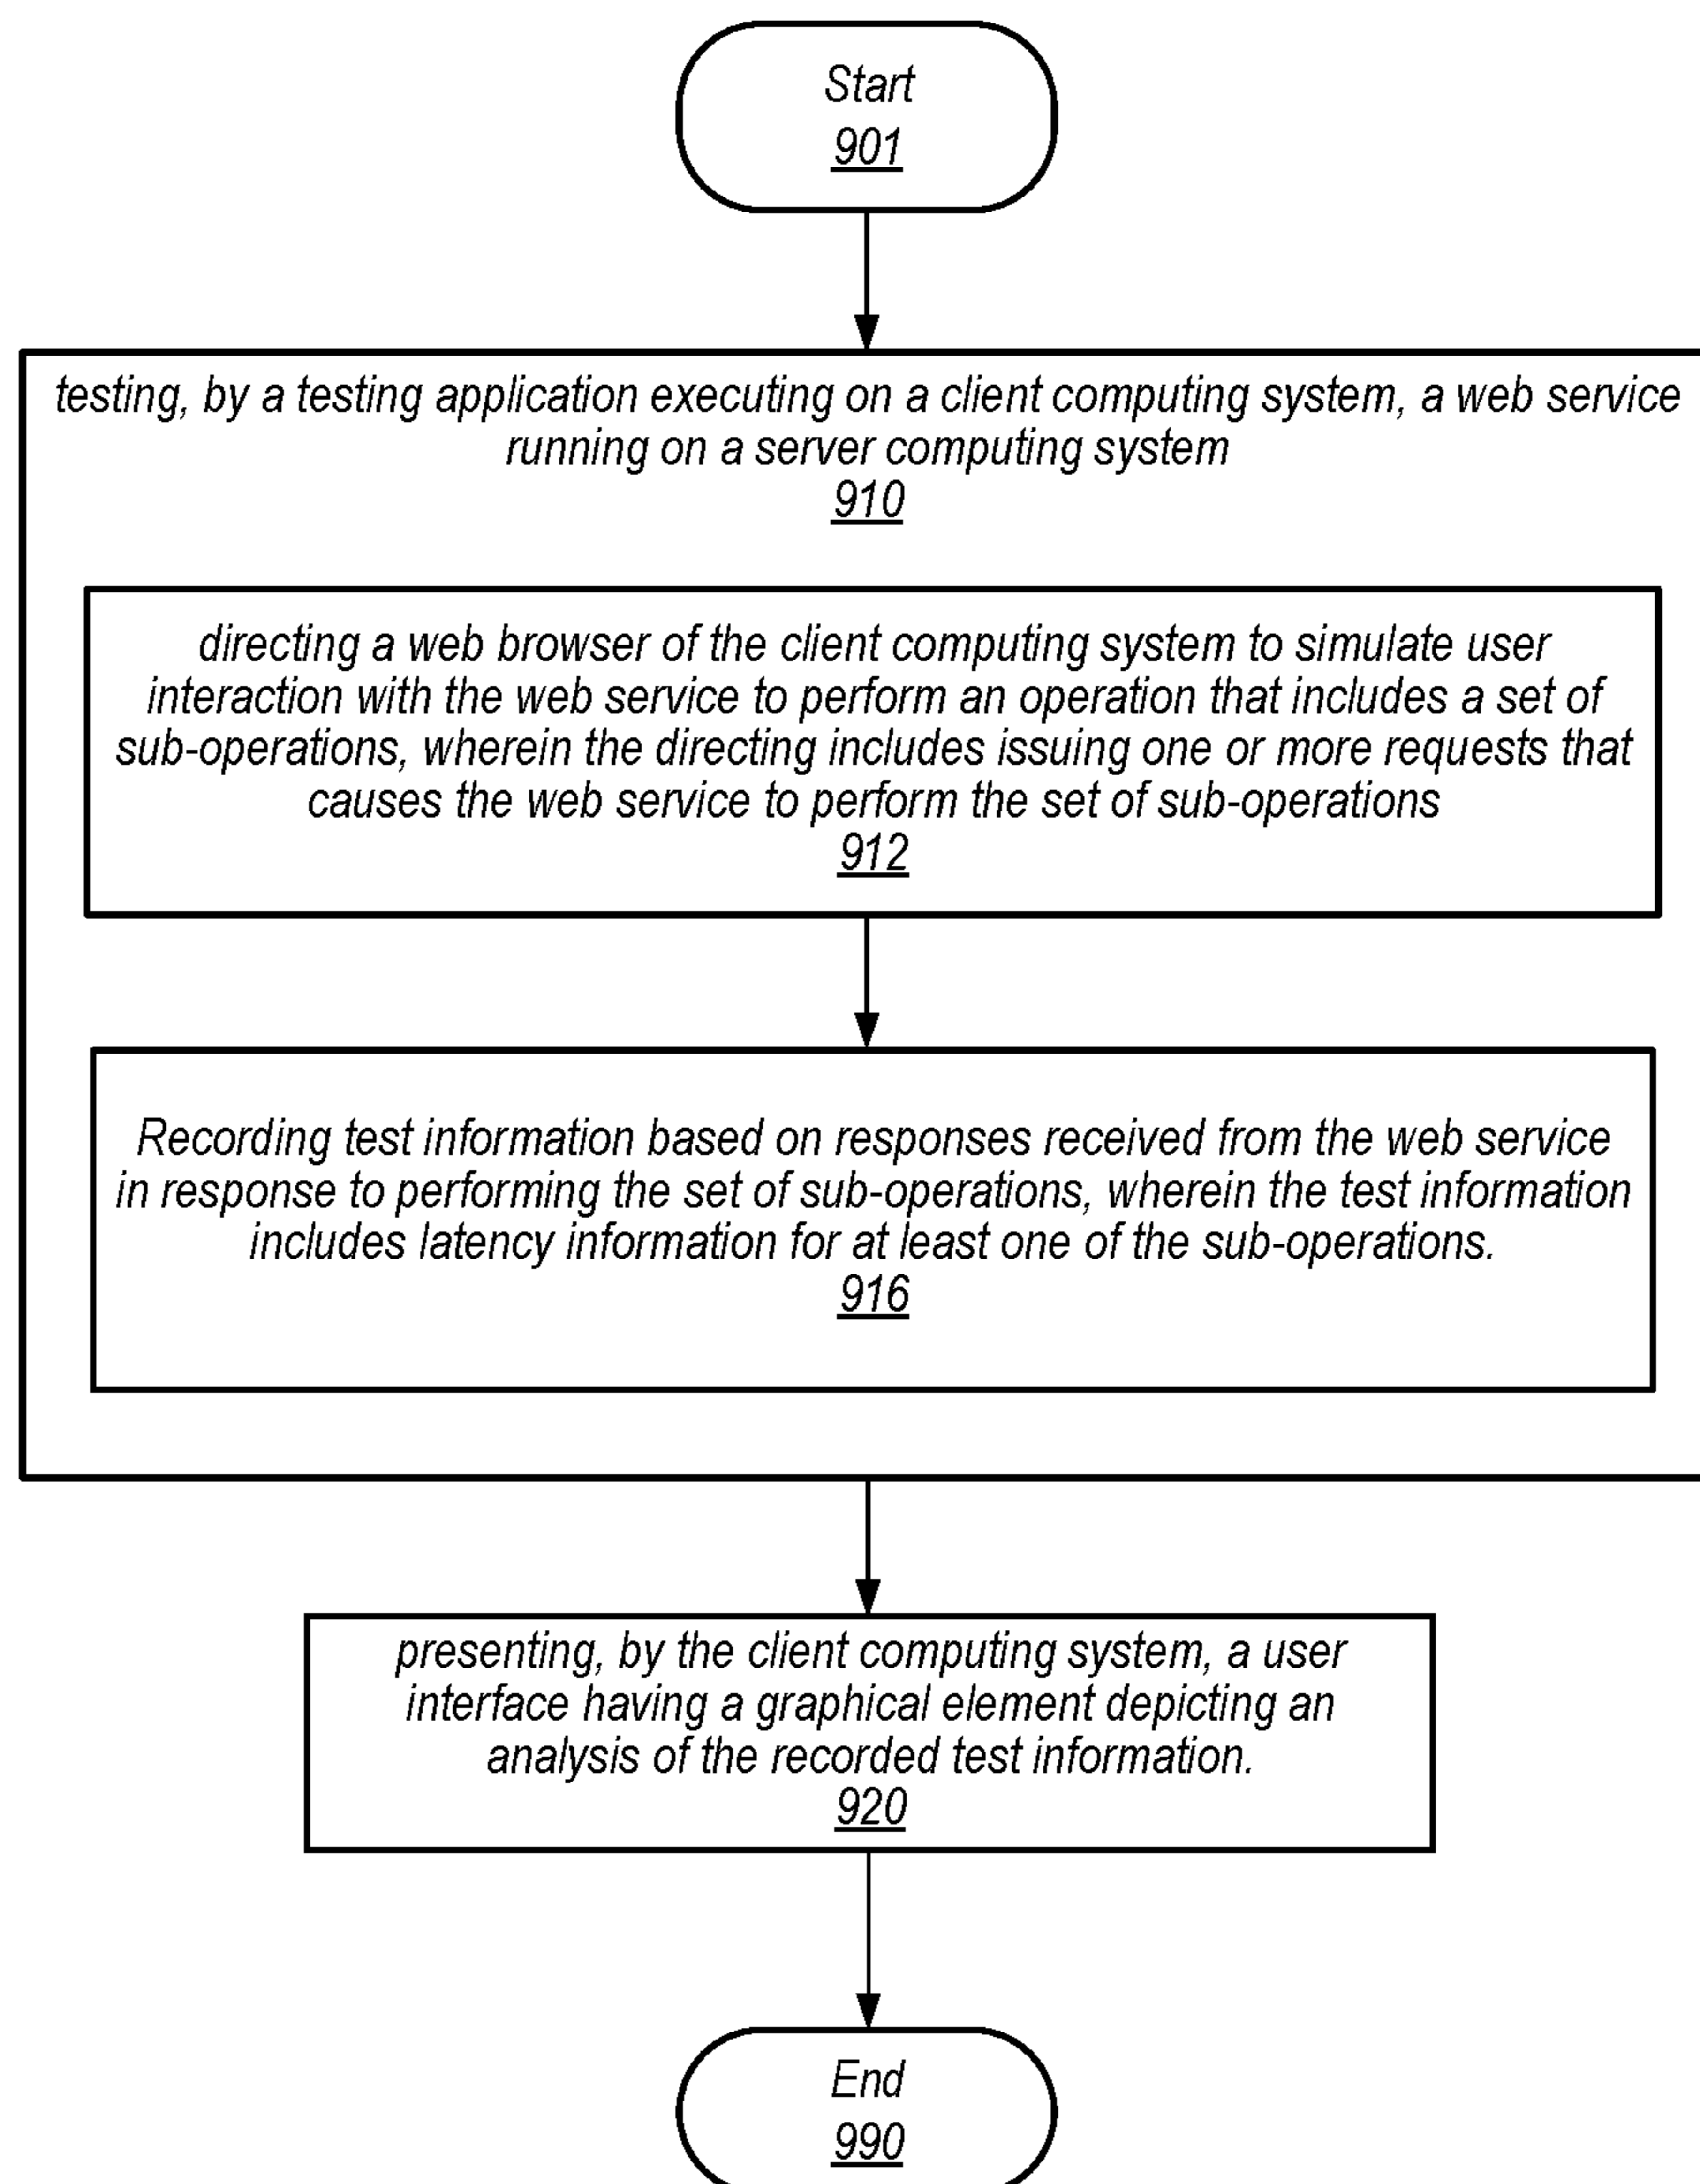 Start
901
testing, by a testing application executing on a client computing system, a web service
running on a server computing system
910
directing a web browser of the client computing system to simulate user
interaction with the web service to perform an operation that includes a set of
sub-operations, wherein the directing includes issuing one or more requests that
causes the web service to perform the set of sub-operations
912
Recording test information based on responses received from the web service
in response to performing the set of sub-operations, wherein the test information
includes latency information for at least one of the sub-operations.
916
presenting, by the client computing system, a user
interface having a graphical element depicting an
analysis of the recorded test information.
920
End
990